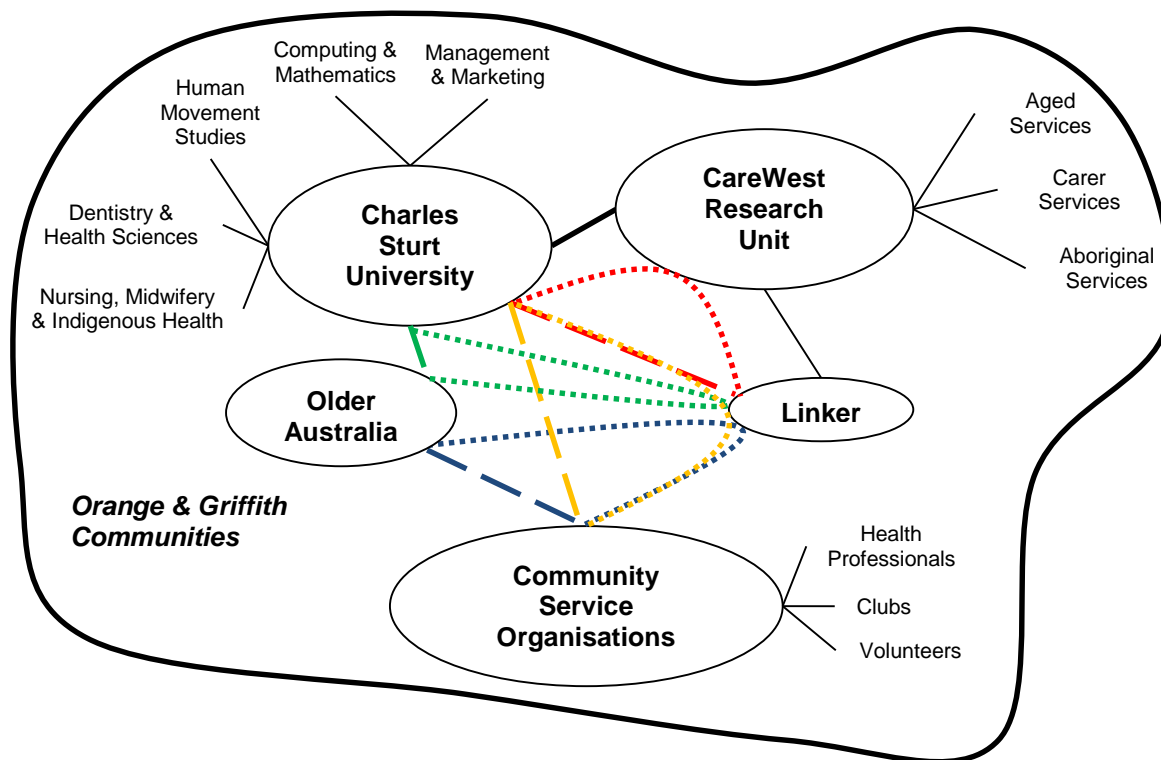 Computing &
Mathematics
Management
& Marketing
Human
Movement
Studies
Dentistry &
Health Sciences
Nursing, Midwifery
& Indigenous Health
Charles
Sturt
University
CareWest
Research
Unit
Aged
Services
Carer
Services
Aboriginal
Services
Older
Australia
Linker
Orange & Griffith
Communities
Community
Service
Organisations
Health
Professionals
Clubs
Volunteers